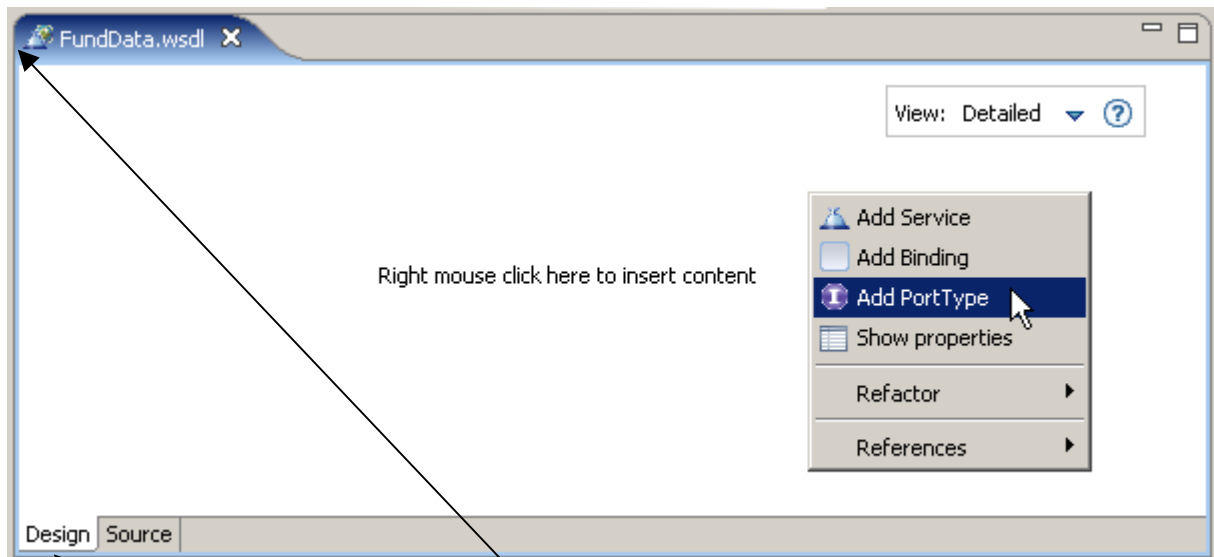 FundData.wsdl
View: Detailed
Add Service
Add Binding
Right mouse click here to insert content
Add PortType
Show properties
Refactor
References
Design Source